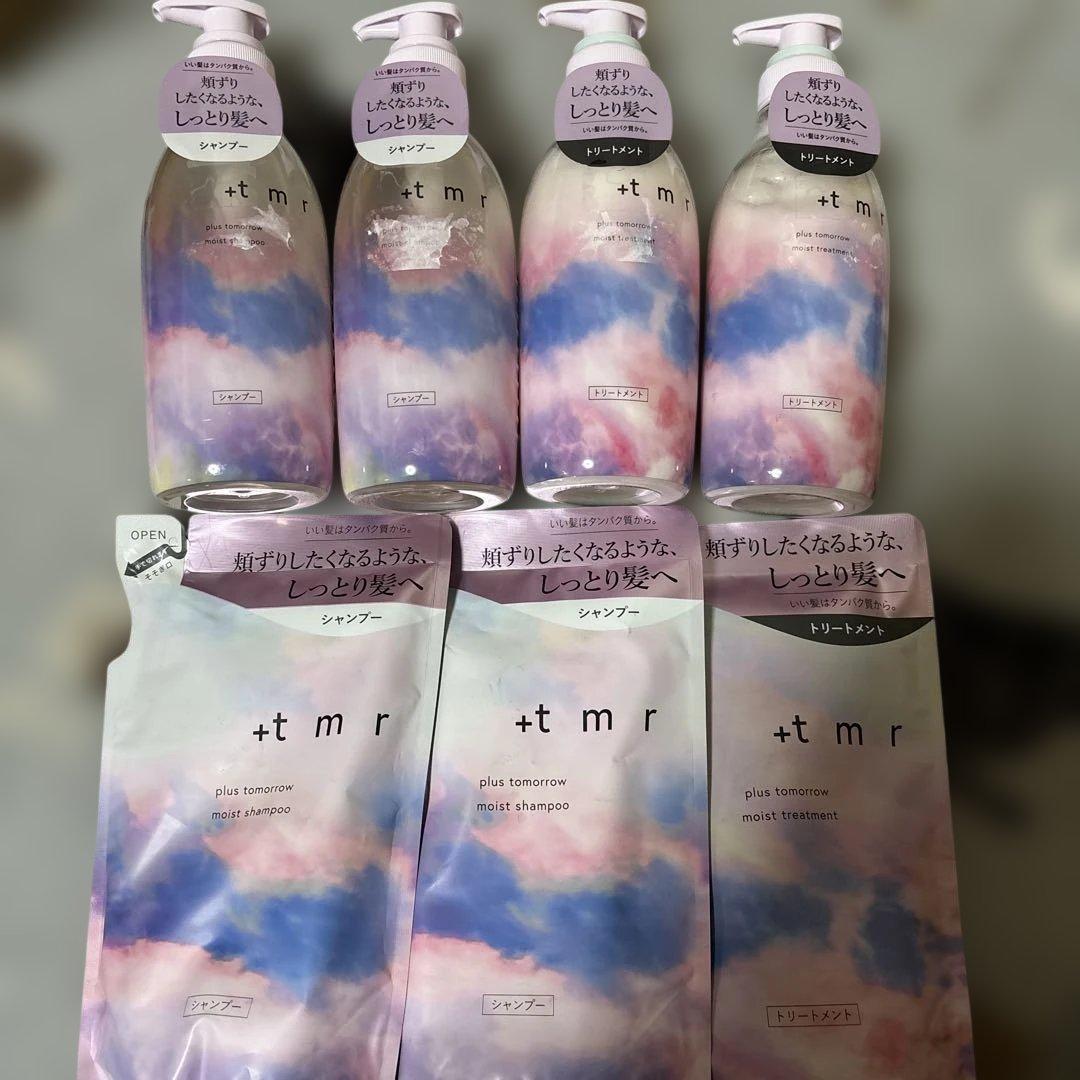 いい髪はタンパク質から。
頬ずり
したくなるような、
しっとり髪へ
シャンプー
+t m r
plus tomorrow
moist shampoo
シャンプー
いい髪はタンパク質から。
頬ずり
したくなるような、
しっとり髪へ
シャンプー
+t m r
plus tomorrow
moist shampoo
シャンプー
頬ずり
したくなるような、
しっとり髪へ
いい髪はタンパク質から。
トリートメント
+t m r
plus tomorrow
moist treatment
トリートメント
頬ずり
したくなるような、
しっとり髪へ
いい髪はタンパク質から。
トリートメント
+t m r
plus tomorrow
moist treatment
トリートメント
OPEN
手で切れます
そそぎ口
いい髪はタンパク質から。
頬ずりしたくなるような、
しっとり髪へ
シャンプー
+t m r
plus tomorrow
moist shampoo
シャンプー
いい髪はタンパク質から。
頬ずりしたくなるような、
しっとり髪へ
シャンプー
+t m r
plus tomorrow
moist shampoo
シャンプー
頬ずりしたくなるような、
しっとり髪へ
いい髪はタンパク質から。
トリートメント
+t m r
plus tomorrow
moist treatment
トリートメント